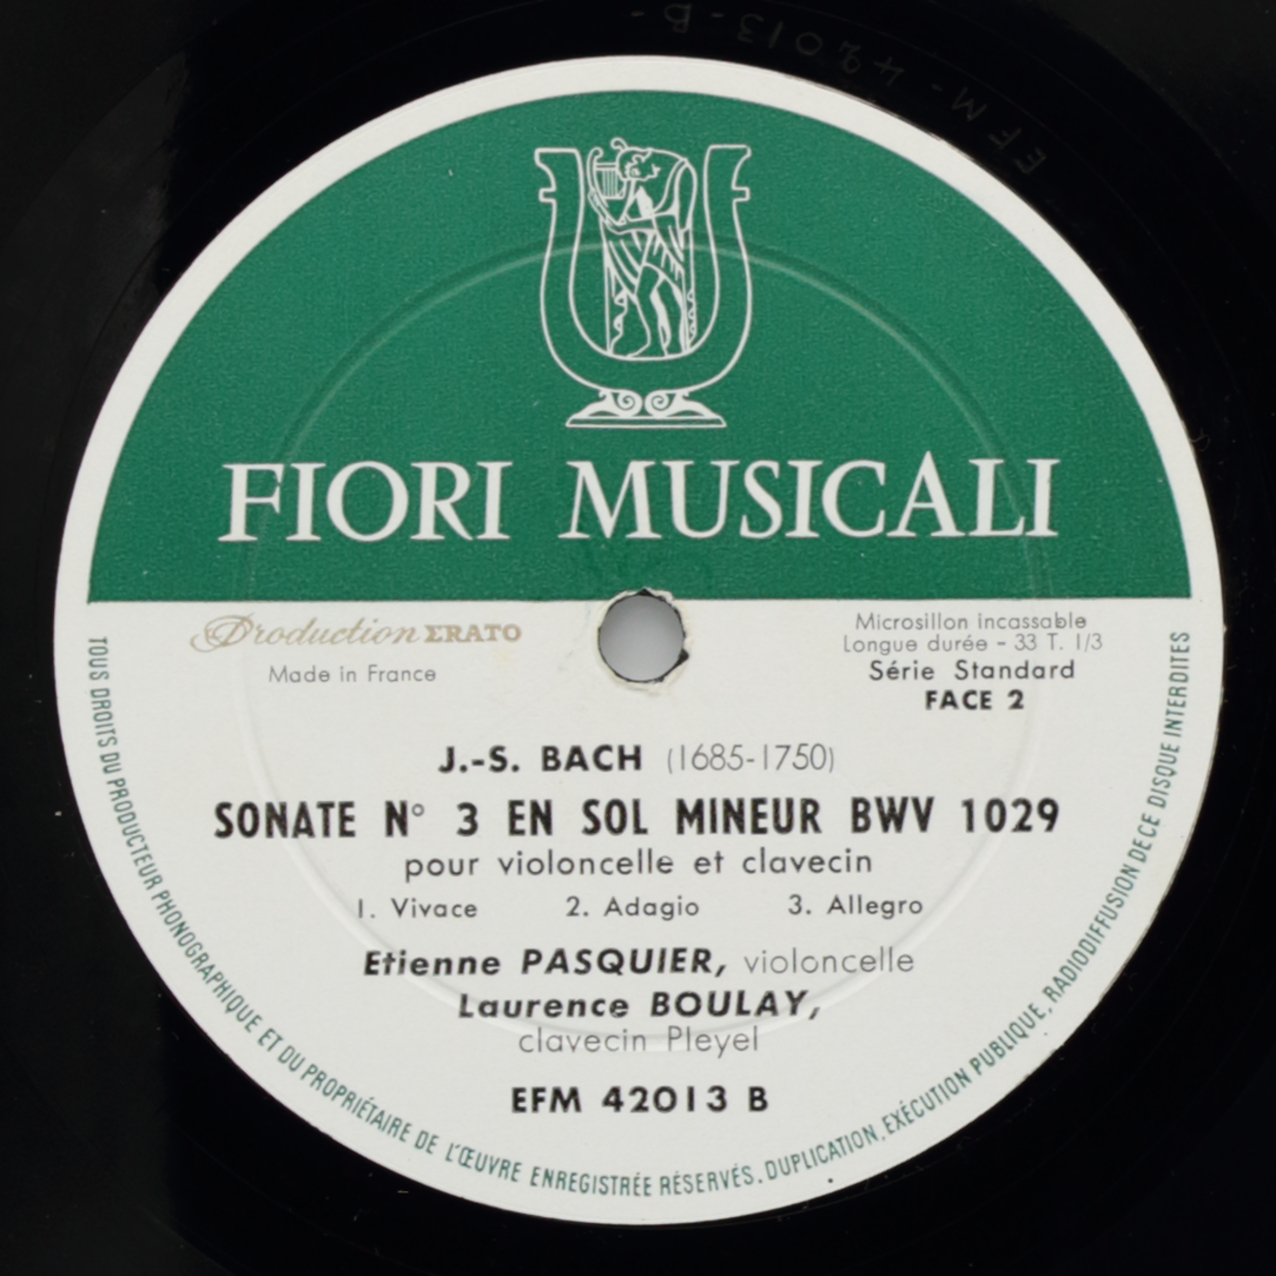 EFM-42013-B-
FIORI MUSICALI
Production ERATO
Made in France
Microsillon incassable
Longue durée - 33 T. 1/3
Série Standard
FACE 2
J.-S. BACH (1685-1750)
SONATE N° 3 EN SOL MINEUR BWV 1029
pour violoncelle et clavecin
1. Vivace 2. Adagio 3. Allegro
Etienne PASQUIER, violoncelle
Laurence BOULAY,
clavecin Pleyel
EFM 42013 B
TOUS DROITS DU PRODUCTEUR PHONOGRAPHIQUE ET DU PROPRIÉTAIRE DE L'ŒUVRE ENREGISTRÉE RÉSERVÉS. DUPLICATION, EXÉCUTION PUBLIQUE, RADIODIFFUSION DECE DISQUE INTERDITES